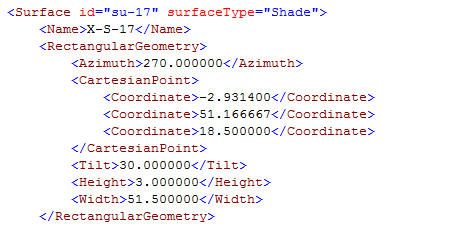 <Surface id="su-17" surfaceType="Shade">
<Name>X-S-17</Name>
<RectangularGeometry>
<Azimuth>270.000000</Azimuth>
<CartesianPoint>
<Coordinate>-2.931400</Coordinate>
<Coordinate>51.166667</Coordinate>
<Coordinate>18.500000</Coordinate>
</CartesianPoint>
<Tilt>30.000000</Tilt>
<Height>3.000000</Height>
<Width>51.500000</Width>
</RectangularGeometry>